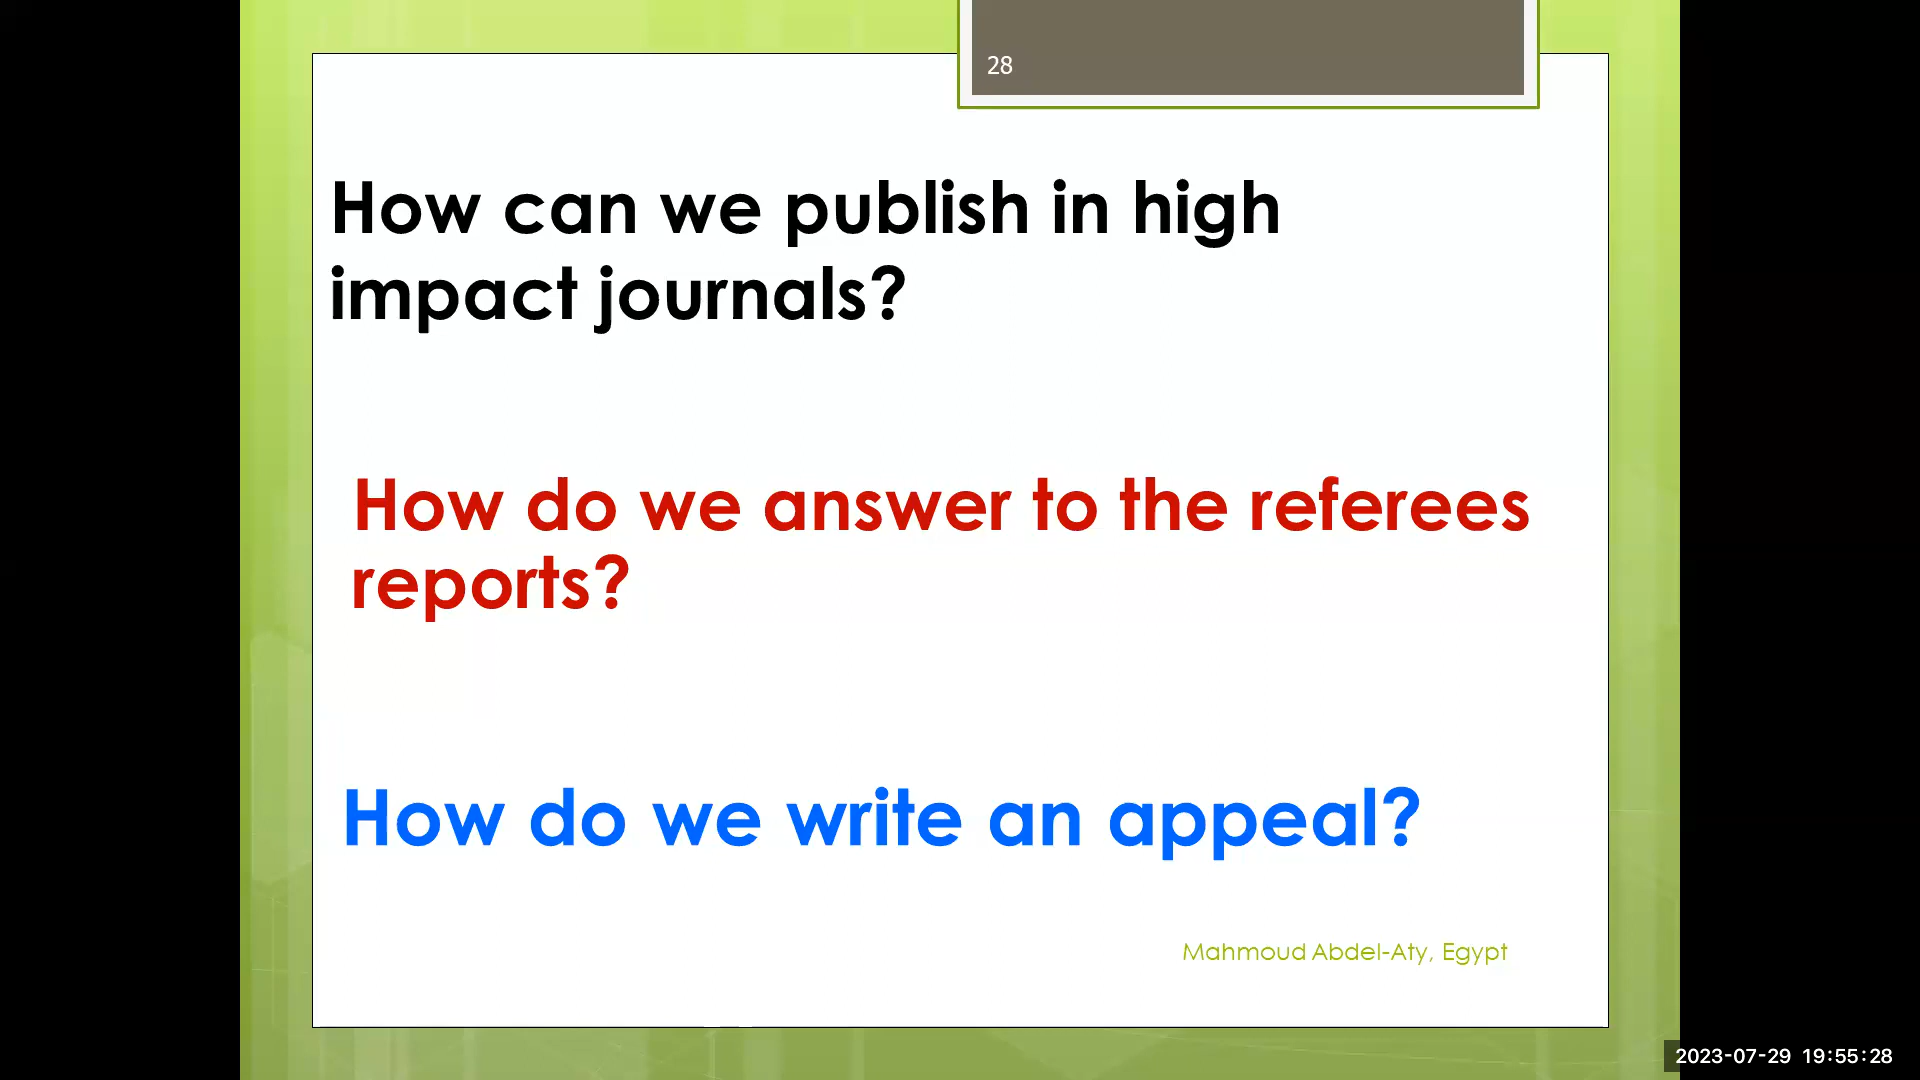 28
How can we publish in high
impact journals?
How do we answer to the referees
reports?
How do we write an appeal?
Mahmoud Abdel-Aty, Egypt
2023-07-29 19:55:28